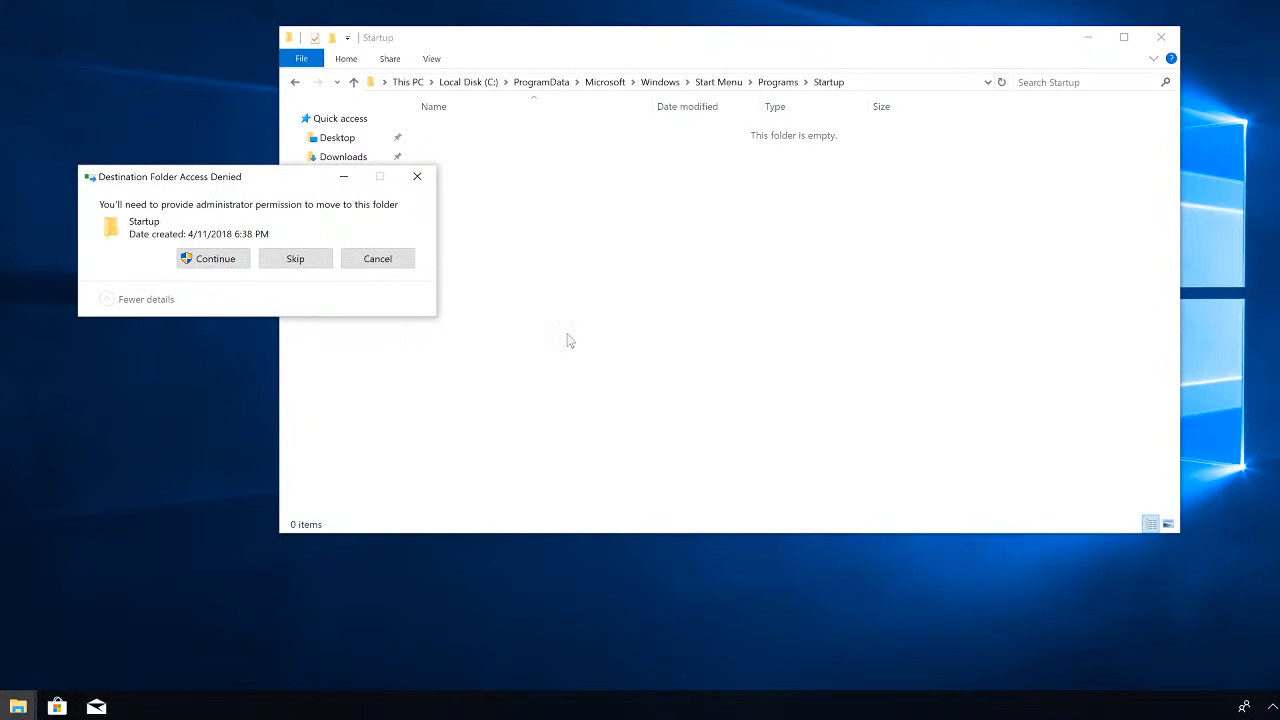 Startup
File Home Share View
This PC Local Disk (C:) ProgramData Microsoft Windows Start Menu Programs Startup Search Startup
Name Date modified Type Size
Quick access
This folder is empty.
Desktop
Downloads
Destination Folder Access Denied
You'll need to provide administrator permission to move to this folder
Startup
Date created: 4/11/2018 6:38 PM
Continue Skip Cancel
Fewer details
0 items